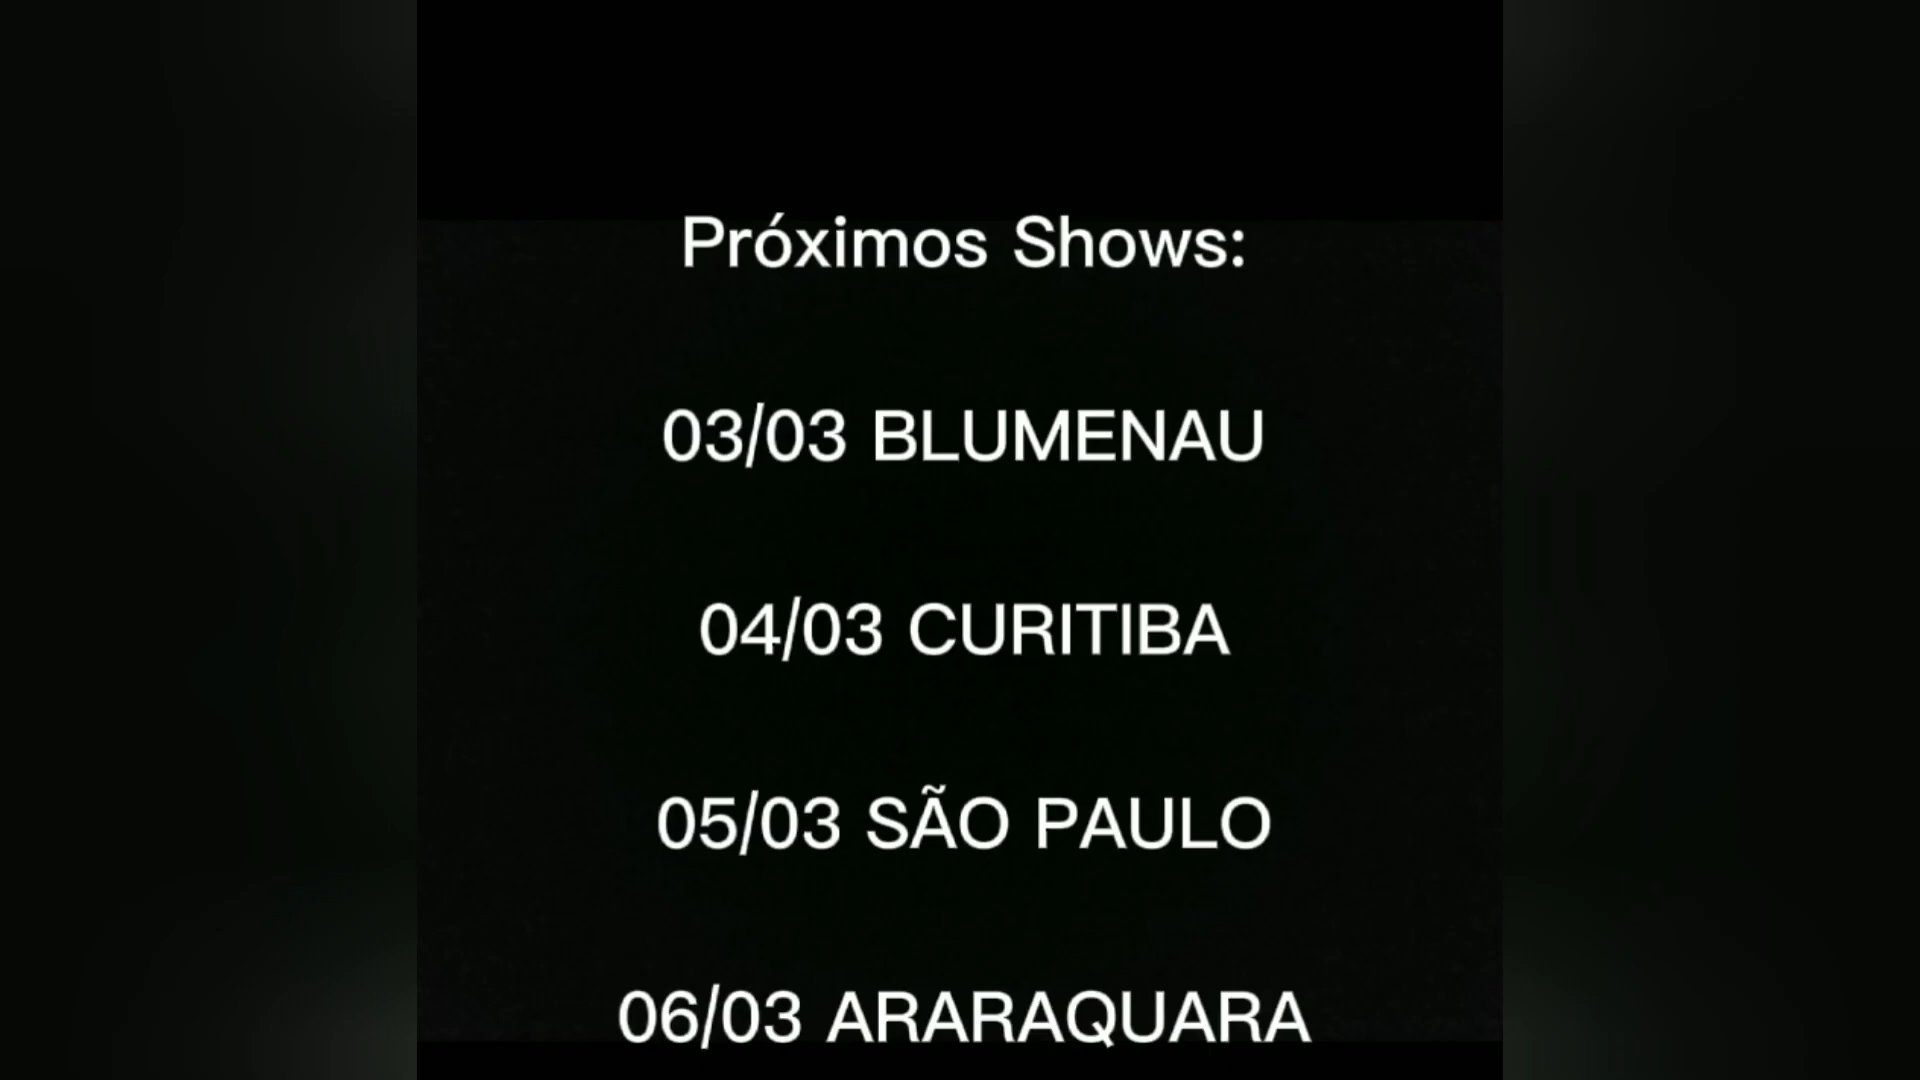 Próximos Shows:
03/03 BLUMENAU
04/03 CURITIBA
05/03 SÃO PAULO
06/03 ARARAQUARA